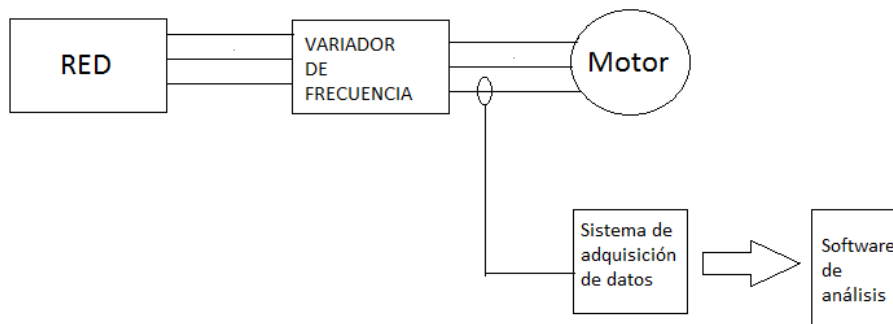 RED
VARIADOR
DE
FRECUENCIA
Motor
Sistema de
adquisición
de datos
Software
de
análisis